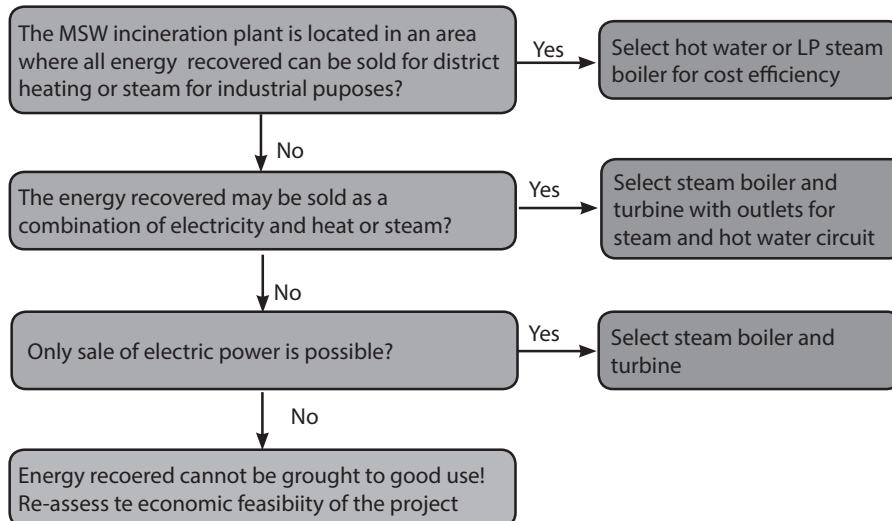 The MSW incineration plant is located in an area
where all energy recovered can be sold for district
heating or steam for industrial puposes?
Yes
Select hot water or LP steam
boiler for cost efficiency
No
The energy recovered may be sold as a
combination of electricity and heat or steam?
Yes
Select steam boiler and
turbine with outlets for
steam and hot water circuit
No
Only sale of electric power is possible?
Yes
Select steam boiler and
turbine
No
Energy recoered cannot be grought to good use!
Re-assess te economic feasibiity of the project